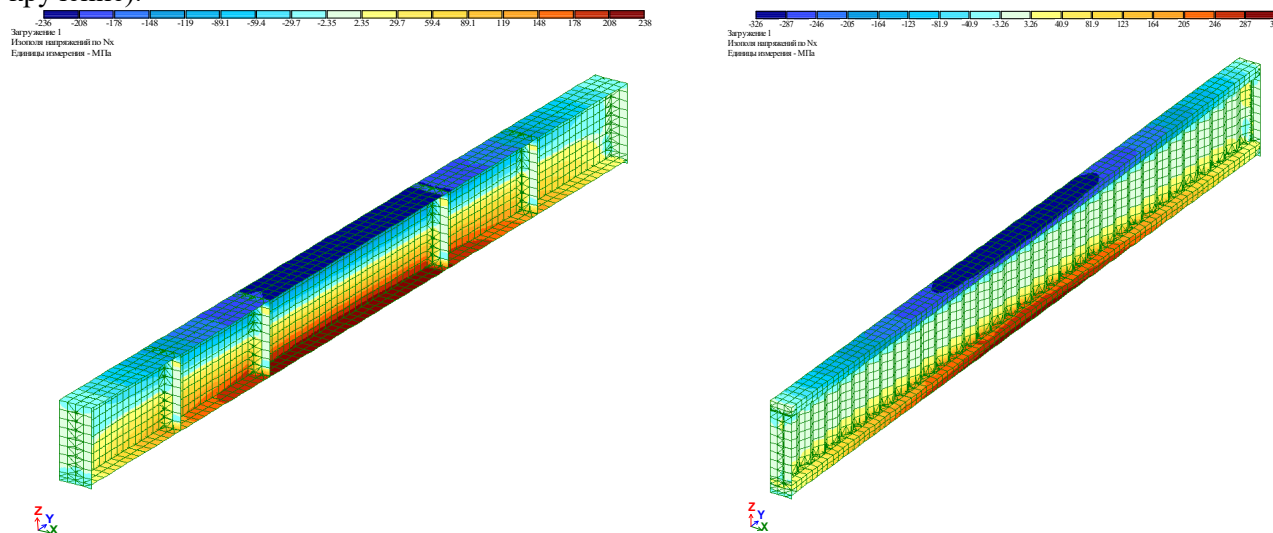 -236 -208 -178 -148 -119 -89.1 -59.4 -29.7 -2.35 2.35 29.7 59.4 89.1 119 148 178 208 238
Загружение 1
Изополя напряжений по Nx
Единицы измерения - МПа
Z
Y
X
-326 -287 -246 -205 -164 -123 -81.9 -40.9 -3.26 3.26 40.9 81.9 123 164 205 246 287
Загружение 1
Изополя напряжений по Nx
Единицы измерения - МПа
Z
Y
X